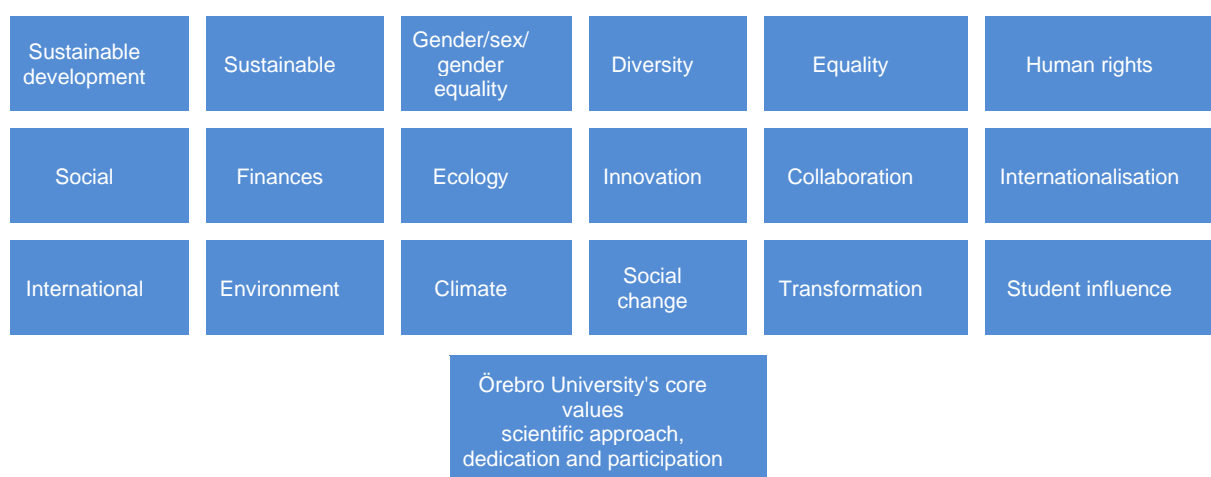 Sustainable
development
Sustainable
Gender/sex/
gender
equality
Diversity
Equality
Human rights
Social
Finances
Ecology
Innovation
Collaboration
Internationalisation
International
Environment
Climate
Social
change
Transformation
Student influence
Örebro University's core
values
scientific approach,
dedication and participation